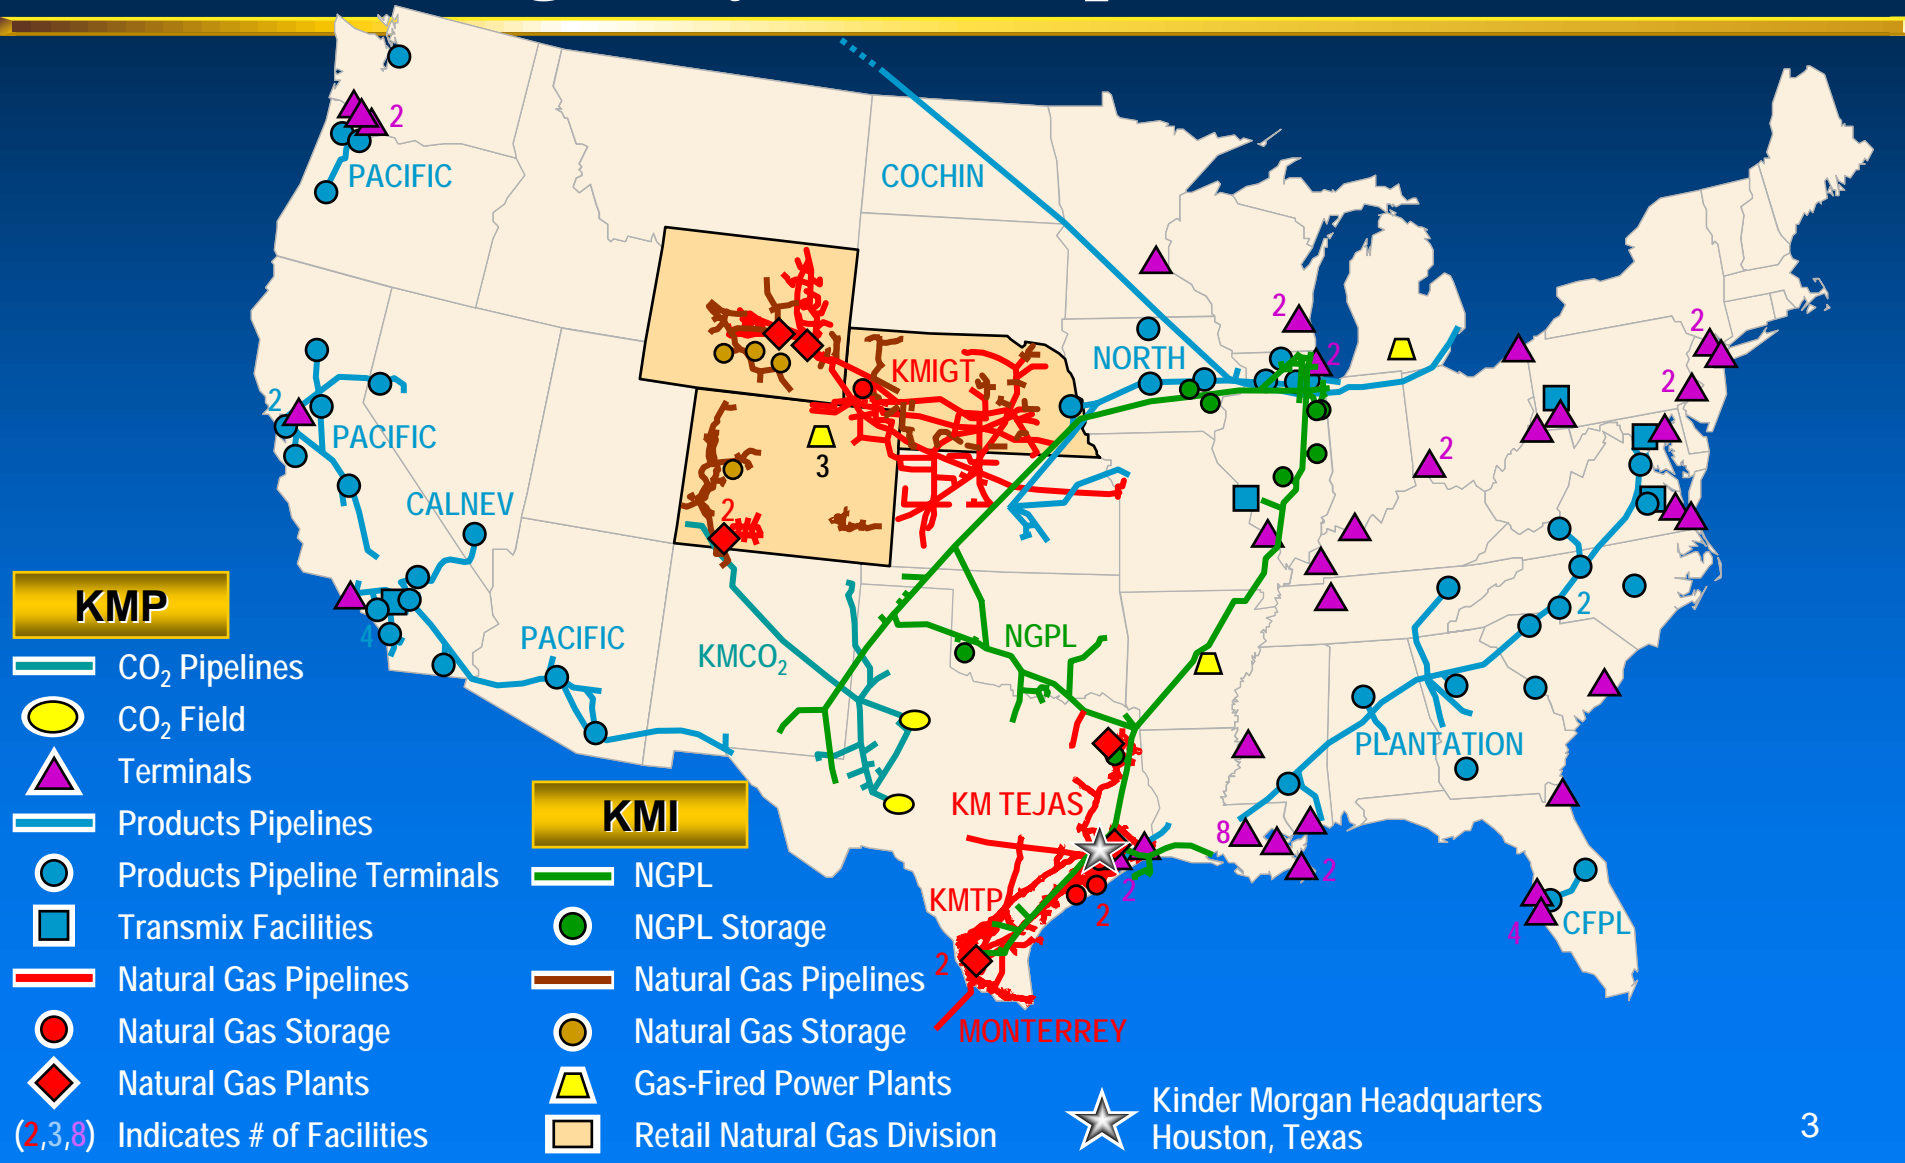 2
PACIFIC
COCHIN
2
2
NORTH
2
KMIGT
2
2
PACIFIC
2
3
CALNEV
2
2
4
PACIFIC
KMCO2
NGPL
PLANTATION
KM TEJAS
8
2
KMTP
2
2
4
CFPL
2
MONTERREY
KMP
CO2 Pipelines
CO2 Field
Terminals
Products Pipelines
Products Pipeline Terminals
Transmix Facilities
Natural Gas Pipelines
Natural Gas Storage
Natural Gas Plants
(2,3,8) Indicates # of Facilities
KMI
NGPL
NGPL Storage
Natural Gas Pipelines
Natural Gas Storage
Gas-Fired Power Plants
Retail Natural Gas Division
Kinder Morgan Headquarters
Houston, Texas
3